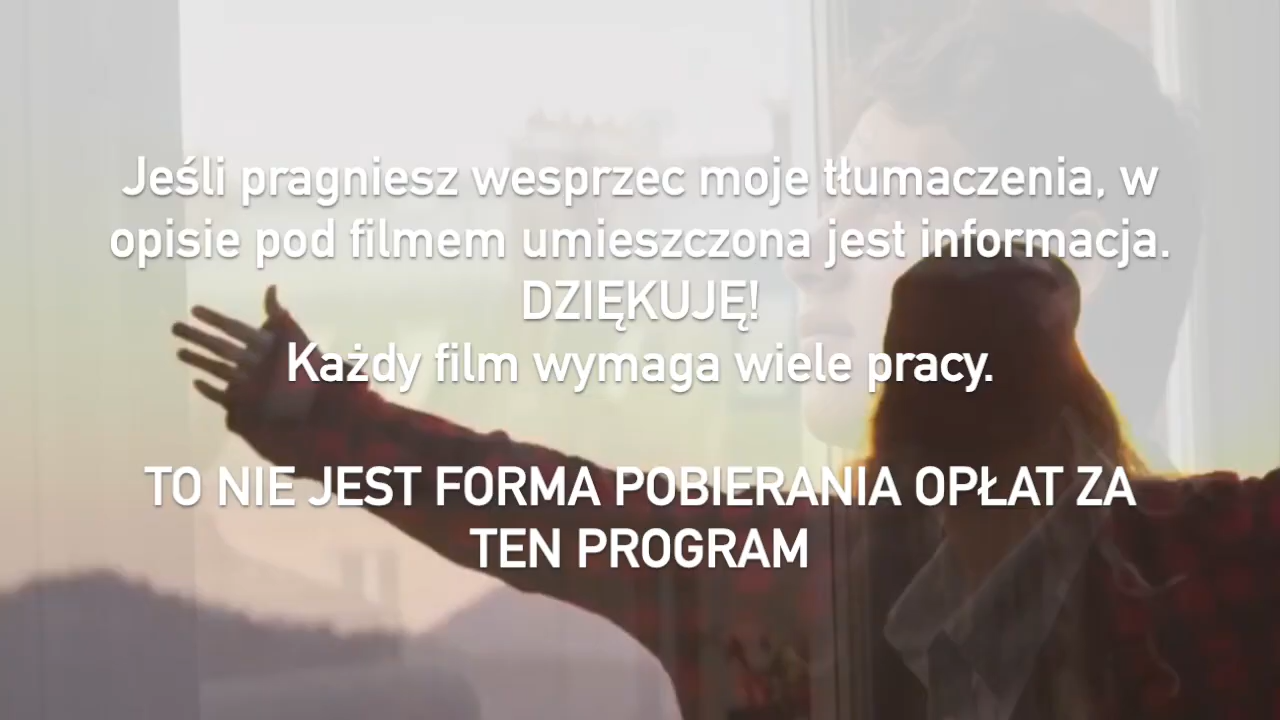 Jeśli pragniesz wesprzec moje tłumaczenia, w
opisie pod filmem umieszczona jest informacja.
DZIĘKUJĘ!
Każdy film wymaga wiele pracy.
TO NIE JEST FORMA POBIERANIA OPŁAT ZA
TEN PROGRAM